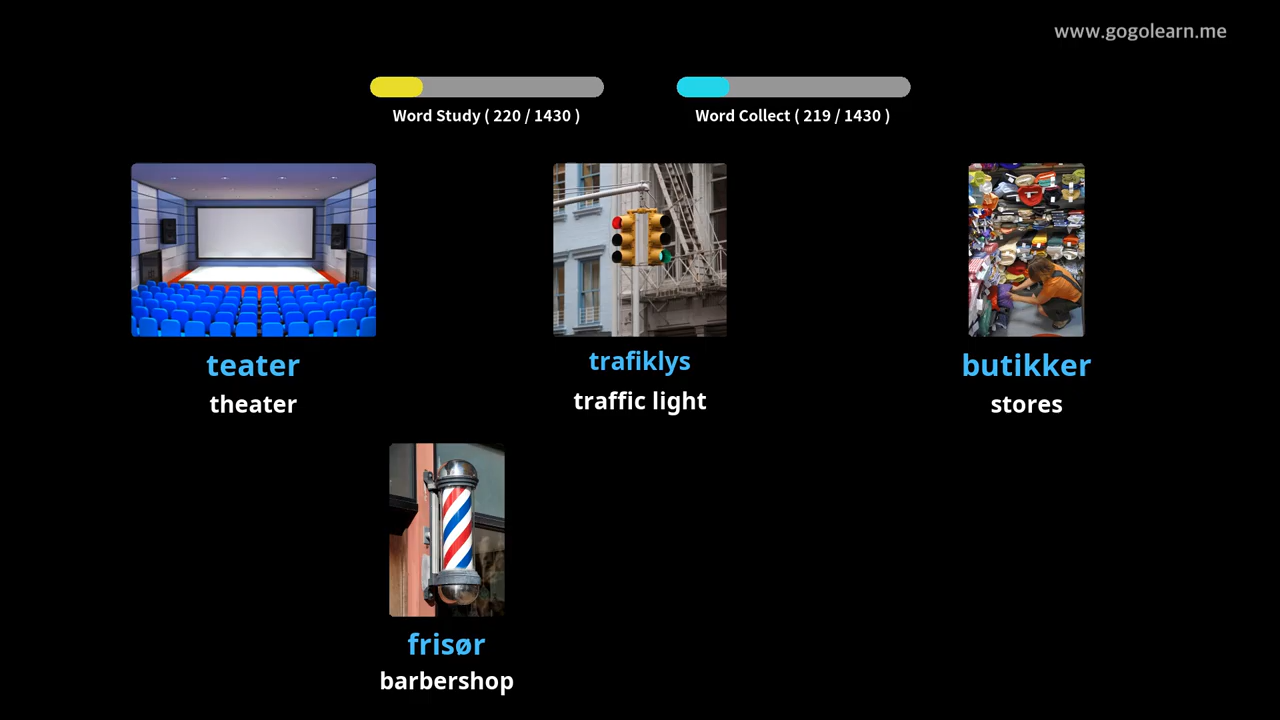 www.gogolearn.me
Word Study ( 220 / 1430 )
Word Collect ( 219 / 1430 )
teater
theater
trafiklys
traffic light
butikker
stores
frisør
barbershop